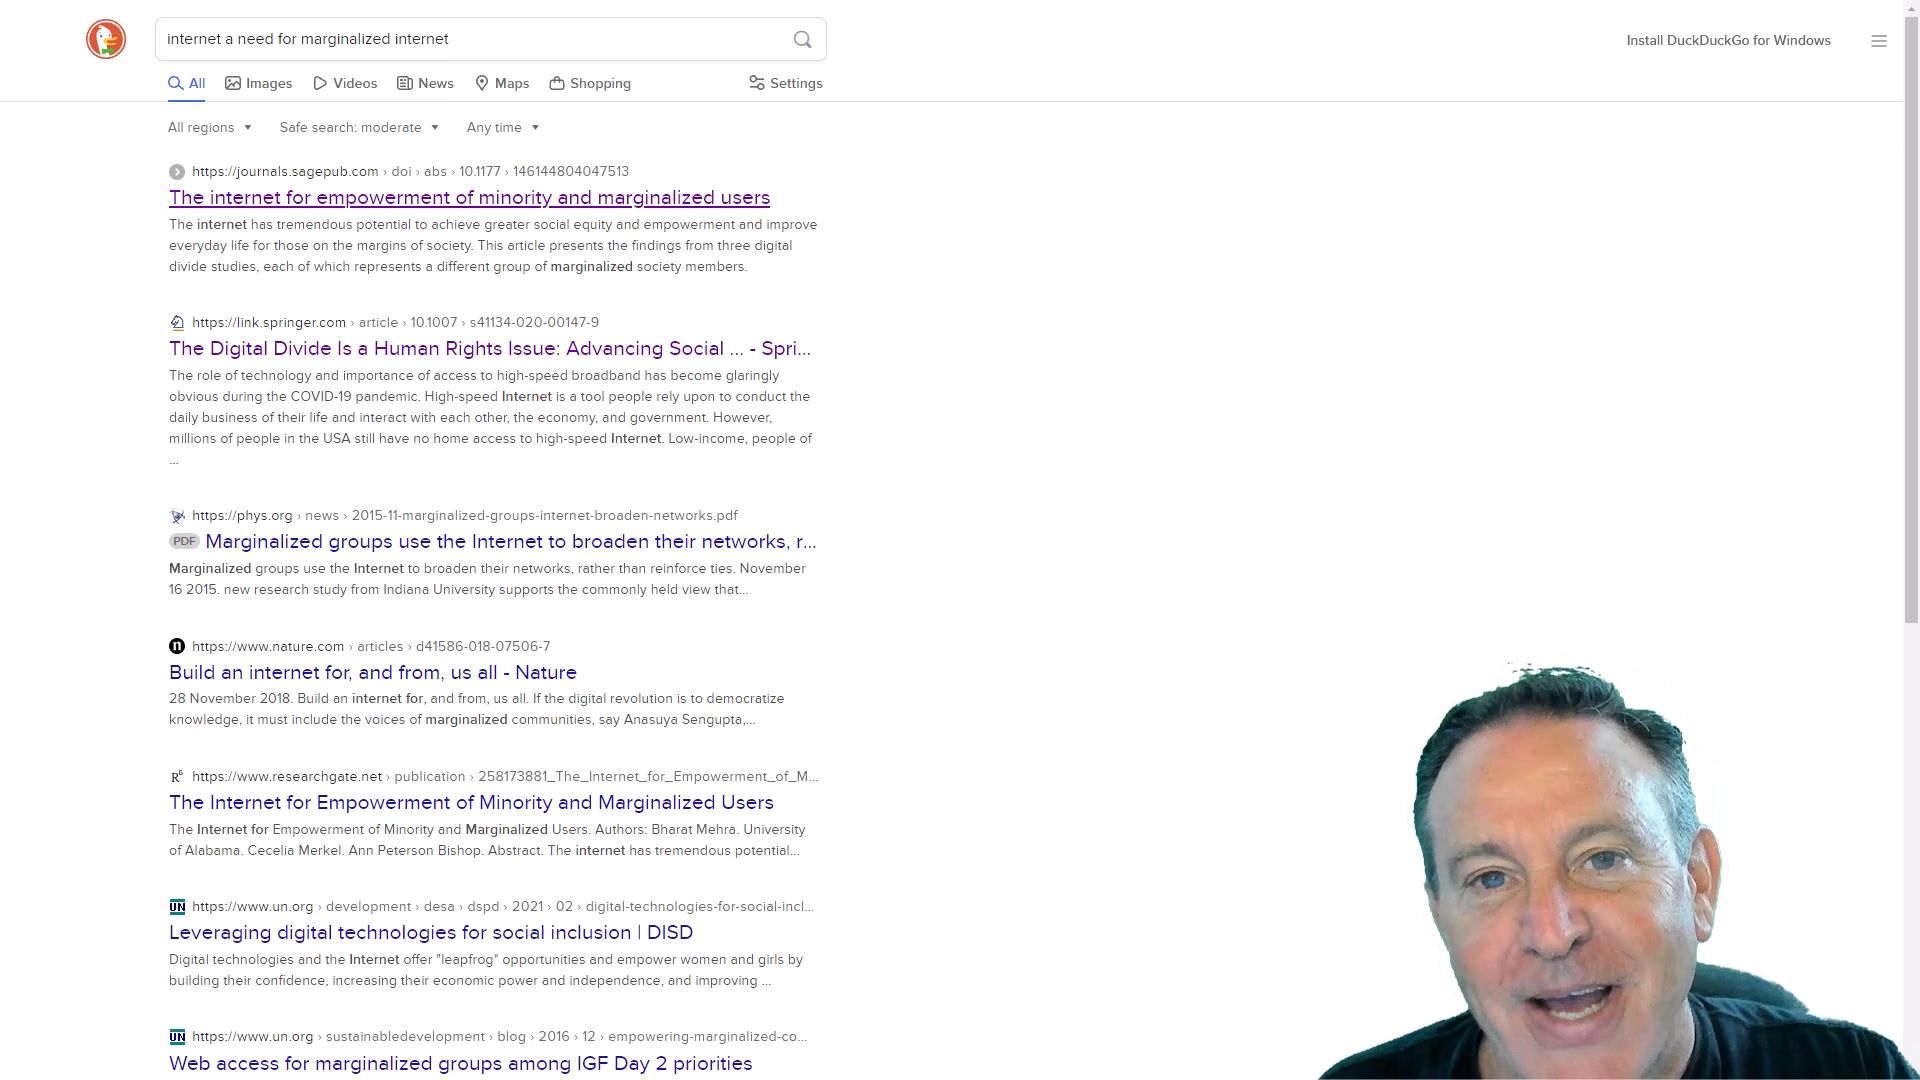 internet a need for marginalized internet
Install DuckDuckGo for Windows
All Images Videos News Maps Shopping Settings
All regions Safe search: moderate Any time
https://journals.sagepub.com › doi › abs › 10.1177 › 146144804047513
The internet for empowerment of minority and marginalized users
The internet has tremendous potential to achieve greater social equity and empowerment and improve
everyday life for those on the margins of society. This article presents the findings from three digital
divide studies, each of which represents a different group of marginalized society members.
https://link.springer.com › article › 10.1007 › s41134-020-00147-9
The Digital Divide Is a Human Rights Issue: Advancing Social ... - Spri...
The role of technology and importance of access to high-speed broadband has become glaringly
obvious during the COVID-19 pandemic. High-speed Internet is a tool people rely upon to conduct the
daily business of their life and interact with each other, the economy, and government. However,
millions of people in the USA still have no home access to high-speed Internet. Low-income, people of
...
https://phys.org › news › 2015-11-marginalized-groups-internet-broaden-networks.pdf
PDF Marginalized groups use the Internet to broaden their networks, r...
Marginalized groups use the Internet to broaden their networks, rather than reinforce ties. November
16 2015. new research study from Indiana University supports the commonly held view that...
n https://www.nature.com › articles › d41586-018-07506-7
Build an internet for, and from, us all - Nature
28 November 2018. Build an internet for, and from, us all. If the digital revolution is to democratize
knowledge, it must include the voices of marginalized communities, say Anasuya Sengupta,...
RG https://www.researchgate.net › publication › 258173881_The_Internet_for_Empowerment_of_M...
The Internet for Empowerment of Minority and Marginalized Users
The Internet for Empowerment of Minority and Marginalized Users. Authors: Bharat Mehra. University
of Alabama. Cecelia Merkel. Ann Peterson Bishop. Abstract. The internet has tremendous potential...
UN https://www.un.org › development › desa › dspd › 2021 › 02 › digital-technologies-for-social-incl...
Leveraging digital technologies for social inclusion | DISD
Digital technologies and the Internet offer "leapfrog" opportunities and empower women and girls by
building their confidence, increasing their economic power and independence, and improving ...
UN https://www.un.org › sustainabledevelopment › blog › 2016 › 12 › empowering-marginalized-co...
Web access for marginalized groups among IGF Day 2 priorities